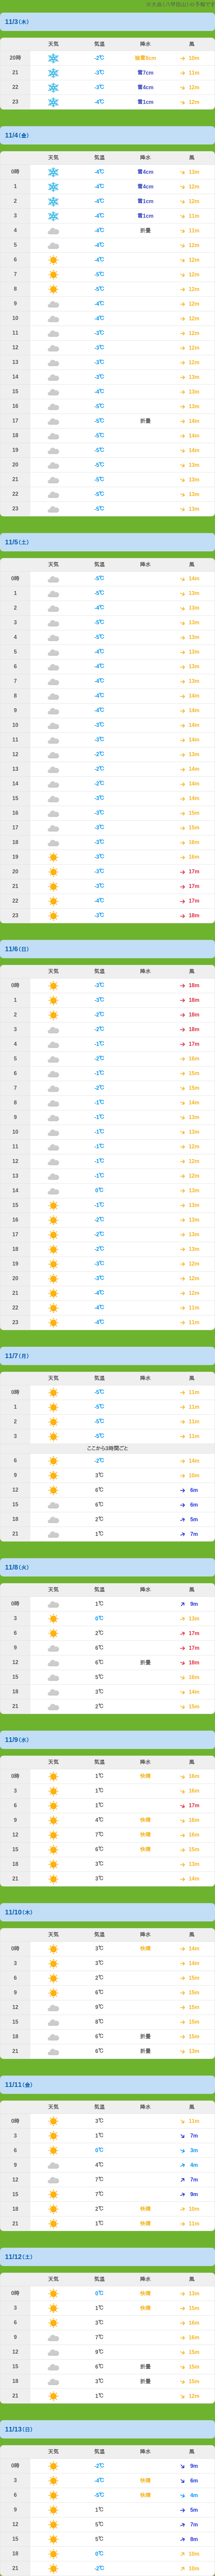 11/3(木)
天気 気温 降水 風
20時 -2℃ 強雪8cm 10m
21 -3℃ 雪7cm 11m
22 -3℃ 雪4cm 12m
23 -4℃ 雪1cm 12m
11/4(金)
天気 気温 降水 風
0時 -4℃ 雪4cm 13m
1 -4℃ 雪4cm 12m
2 -4℃ 雪1cm 12m
3 -4℃ 雪1cm 11m
4 -4℃ 折曇 11m
5 -4℃ 12m
6 -4℃ 12m
7 -5℃ 12m
8 -5℃ 12m
9 -4℃ 12m
10 -4℃ 12m
11 -3℃ 12m
12 -3℃ 12m
13 -3℃ 12m
14 -3℃ 13m
15 -4℃ 13m
16 -5℃ 13m
17 -5℃ 折曇 14m
18 -5℃ 14m
19 -5℃ 14m
20 -5℃ 13m
21 -5℃ 13m
22 -5℃ 13m
23 -5℃ 13m
11/5(土)
天気 気温 降水 風
0時 -5℃ 14m
1 -5℃ 13m
2 -4℃ 13m
3 -5℃ 13m
4 -5℃ 13m
5 -4℃ 13m
6 -4℃ 13m
7 -4℃ 13m
8 -4℃ 14m
9 -4℃ 14m
10 -3℃ 14m
11 -3℃ 14m
12 -2℃ 13m
13 -2℃ 14m
14 -2℃ 14m
15 -3℃ 14m
16 -3℃ 15m
17 -3℃ 15m
18 -3℃ 16m
19 -3℃ 16m
20 -3℃ 17m
21 -3℃ 17m
22 -4℃ 17m
23 -3℃ 18m
11/6(日)
天気 気温 降水 風
0時 -3℃ 18m
1 -3℃ 18m
2 -2℃ 18m
3 -2℃ 18m
4 -1℃ 17m
5 -2℃ 16m
6 -1℃ 15m
7 -2℃ 15m
8 -1℃ 14m
9 -1℃ 13m
10 -1℃ 13m
11 -1℃ 12m
12 -1℃ 12m
13 -1℃ 12m
14 0℃ 13m
15 -1℃ 13m
16 -2℃ 13m
17 -2℃ 13m
18 -2℃ 13m
19 -3℃ 12m
20 -3℃ 12m
21 -4℃ 12m
22 -4℃ 11m
23 -4℃ 11m
11/7(月)
天気 気温 降水 風
0時 -5℃ 11m
1 -5℃ 11m
2 -5℃ 11m
3 -5℃ 11m
ここから3時間ごと
6 -2℃ 14m
9 3℃ 10m
12 6℃ 6m
15 6℃ 6m
18 2℃ 5m
21 1℃ 7m
11/8(火)
天気 気温 降水 風
0時 1℃ 9m
3 0℃ 13m
6 2℃ 17m
9 6℃ 17m
12 6℃ 折曇 18m
15 5℃ 16m
18 3℃ 14m
21 2℃ 15m
11/9(水)
天気 気温 降水 風
0時 1℃ 快晴 16m
3 1℃ 16m
6 1℃ 17m
9 4℃ 快晴 16m
12 7℃ 快晴 16m
15 6℃ 快晴 15m
18 3℃ 13m
21 3℃ 14m
11/10(木)
天気 気温 降水 風
0時 3℃ 快晴 14m
3 3℃ 14m
6 2℃ 15m
9 6℃ 15m
12 9℃ 15m
15 8℃ 15m
18 6℃ 折曇 15m
21 6℃ 折曇 13m
11/11(金)
天気 気温 降水 風
0時 3℃ 11m
3 1℃ 7m
6 0℃ 3m
9 4℃ 4m
12 7℃ 7m
15 7℃ 9m
18 2℃ 快晴 10m
21 1℃ 快晴 11m
11/12(土)
天気 気温 降水 風
0時 0℃ 快晴 13m
3 1℃ 快晴 15m
6 3℃ 16m
9 7℃ 16m
12 9℃ 15m
15 6℃ 折曇 15m
18 3℃ 折曇 15m
21 1℃ 12m
11/13(日)
天気 気温 降水 風
0時 -2℃ 9m
3 -4℃ 快晴 6m
6 -5℃ 快晴 4m
9 1℃ 5m
12 5℃ 7m
15 5℃ 8m
18 0℃ 10m
21 -2℃ 10m